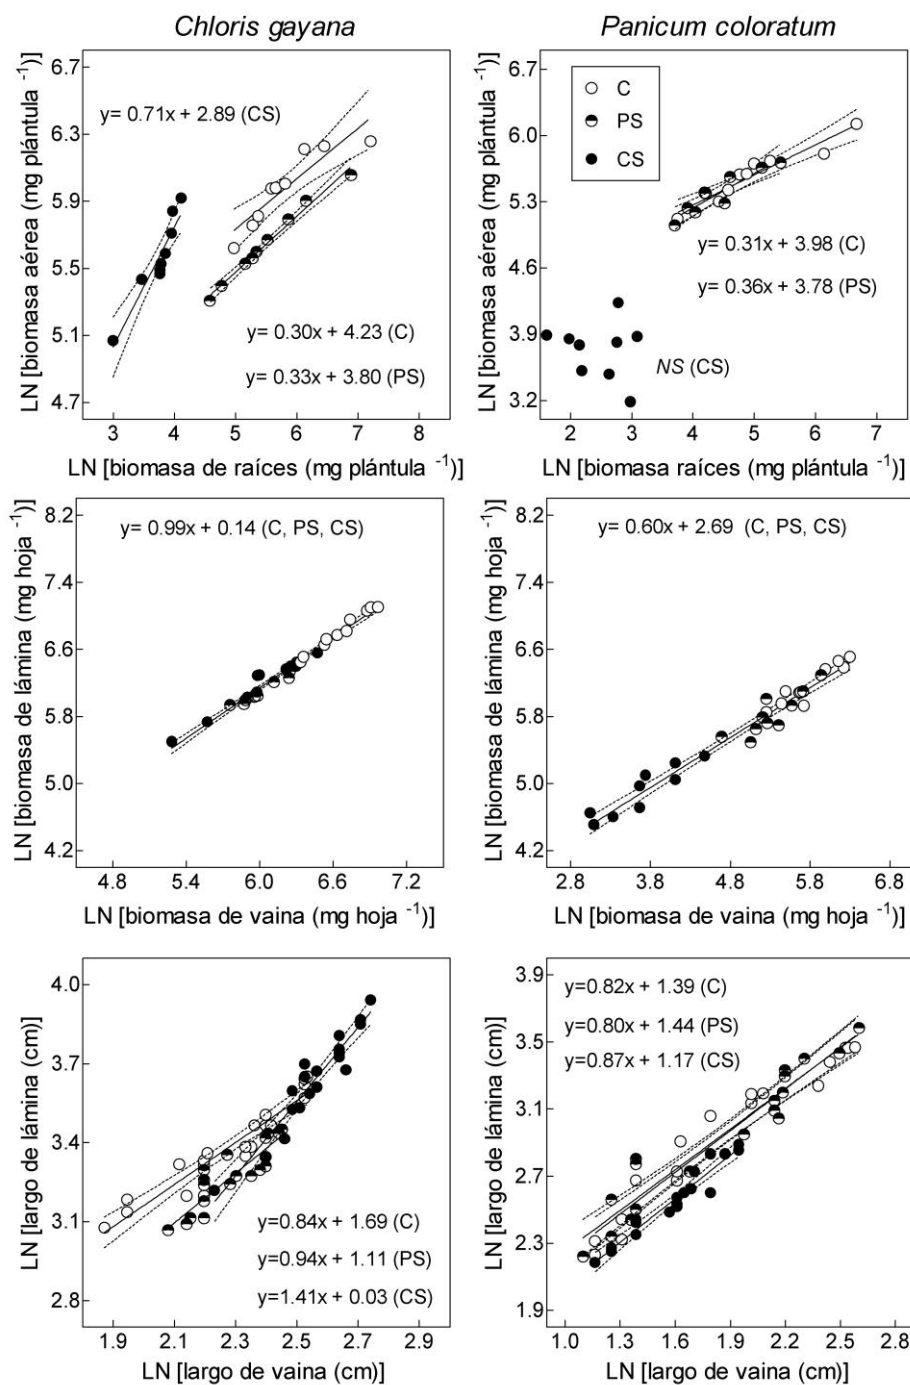 Chloris gayana
Panicum coloratum
LN [biomasa aérea (mg plántula ⁻¹)]
6.7
6.3
5.9
5.5
5.1
4.7
y= 0.71x + 2.89 (CS)
y= 0.30x + 4.23 (C)
y= 0.33x + 3.80 (PS)
3 4 5 6 7 8
LN [biomasa de raíces (mg plántula ⁻¹)]
LN [biomasa aérea (mg plántula ⁻¹)]
6.7
6.0
5.3
4.6
3.9
3.2
C
PS
CS
y= 0.31x + 3.98 (C)
y= 0.36x + 3.78 (PS)
NS (CS)
2 3 4 5 6 7
LN [biomasa raíces (mg plántula ⁻¹)]
LN [biomasa de lámina (mg hoja ⁻¹)]
8.2
7.4
6.6
5.8
5.0
4.2
y= 0.99x + 0.14 (C, PS, CS)
4.8 5.4 6.0 6.6 7.2
LN [biomasa de vaina (mg hoja ⁻¹)]
LN [biomasa de lámina (mg hoja ⁻¹)]
8.2
7.4
6.6
5.8
5.0
4.2
y= 0.60x + 2.69 (C, PS, CS)
2.8 3.8 4.8 5.8 6.8
LN [biomasa de vaina (mg hoja ⁻¹)]
LN [largo de lámina (cm)]
4.0
3.7
3.4
3.1
2.8
y=0.84x + 1.69 (C)
y=0.94x + 1.11 (PS)
y=1.41x + 0.03 (CS)
1.9 2.1 2.3 2.5 2.7 2.9
LN [largo de vaina (cm)]
LN [largo de lámina (cm)]
3.9
3.5
3.1
2.7
2.3
1.9
y=0.82x + 1.39 (C)
y=0.80x + 1.44 (PS)
y=0.87x + 1.17 (CS)
1.0 1.3 1.6 1.9 2.2 2.5 2.8
LN [largo de vaina (cm)]